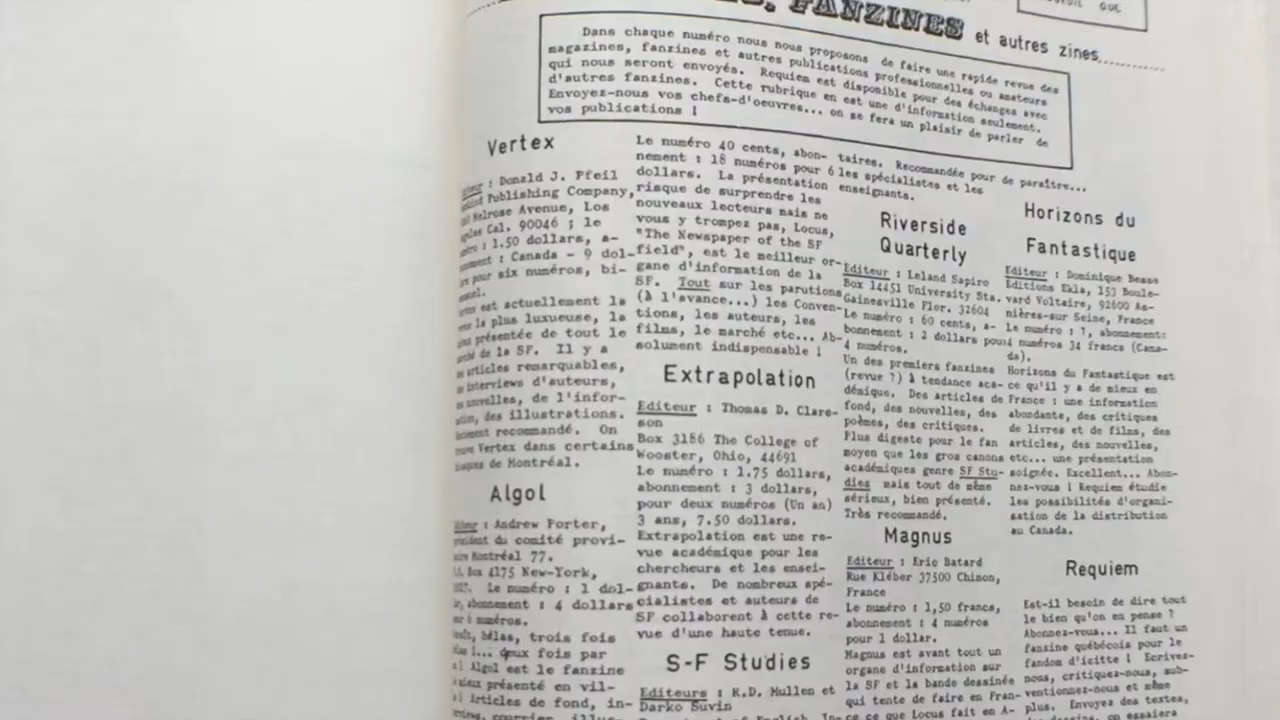 FANZINES et autres zines
Dans chaque numéro nous nous proposons de faire une rapide revue des
magazines, fanzines et autres publications professionnelles ou amateurs
qui nous seront envoyés. Requiem est disponible pour des échanges avec
d'autres fanzines. Cette rubrique en est une d'information seulement.
Envoyez-nous vos chefs-d'oeuvres... on se fera un plaisir de parler de
vos publications !
Vertex
: Donald J. Pfeil
Publishing Company,
Melrose Avenue, Los
Cal. 90046 ; le
: 1.50 dollars, a-
: Canada - 9 dol-
pour six numéros, bi-
est actuellement la
la plus luxueuse, la
présentée de tout le
de la SF. Il y a
articles remarquables,
interviews d'auteurs,
nouvelles, de l'infor-
des illustrations.
recommandé. On
Vertex dans certains
de Montréal.
Algol
: Andrew Porter,
du comité provi-
Montréal 77.
Box 4175 New-York,
Le numéro : 1 dol-
abonnement : 4 dollars
6 numéros.
hélas, trois fois
deux fois par
! Algol est le fanzine
mieux présenté en vil-
! Articles de fond, in-
courrier,
Le numéro 40 cents, abon-
nement : 18 numéros pour 6
dollars. La présentation
risque de surprendre les
nouveaux lecteurs mais ne
vous y trompez pas, Locus,
"The Newspaper of the SF
field", est le meilleur or-
gane d'information de la
SF. Tout sur les parutions
(à l'avance...) les Conven-
tions, les auteurs, les
films, le marché etc... Ab-
solument indispensable !
Extrapolation
Editeur : Thomas D. Clare-
son
Box 3186 The College of
Wooster, Ohio, 44691
Le numéro : 1.75 dollars,
abonnement : 3 dollars,
pour deux numéros (Un an)
3 ans, 7.50 dollars.
Extrapolation est une re-
vue académique pour les
chercheurs et les ensei-
gnants. De nombreux spé-
cialistes et auteurs de
SF collaborent à cette re-
vue d'une haute tenue.
S-F Studies
Editeurs : R.D. Mullen et
Darko Suvin
of English, In-
taires. Recommandée pour
les spécialistes et les
enseignants.
Riverside
Quarterly
Editeur : Leland Sapiro
Box 14451 University Sta.
Gainesville Flor. 32604
Le numéro : 60 cents, a-
bonnement : 2 dollars pour
4 numéros.
Un des premiers fanzines
(revue ?) à tendance aca-
démique. Des articles de
fond, des nouvelles, des
poèmes, des critiques.
Plus digeste pour le fan
moyen que les gros canons
académiques genre SF Stu-
dies mais tout de même
sérieux, bien présenté.
Très recommandé.
Magnus
Editeur : Eric Batard
Rue Kléber 37500 Chinon,
France
Le numéro : 1,50 francs,
abonnement : 4 numéros
pour 1 dollar.
Magnus est avant tout un
organe d'information sur
la SF et la bande dessinée
qui tente de faire en Fran-
ce ce que Locus fait en A-
de paraître...
Horizons du
Fantastique
Editeur : Dominique Besse
Editions Ekla, 153 Boule-
vard Voltaire, 92600 As-
nières-sur Seine, France
Le numéro : ?, abonnement:
4 numéros 34 francs (Cana-
da).
Horizons du Fantastique est
ce qu'il y a de mieux en
France : une information
abondante, des critiques
de livres et de films, des
articles, des nouvelles,
etc... une présentation
soignée. Excellent... Abon-
nez-vous ! Requiem étudie
les possibilités d'organi-
sation de la distribution
au Canada.
Requiem
Est-il besoin de dire tout
le bien qu'on en pense ?
Abonnez-vous... Il faut un
fanzine québécois pour le
fandom d'icitte ! Ecrivez-
nous, critiquez-nous, sub-
ventionnez-nous et même
plus. Envoyez des textes,
des dessins, on essaiera